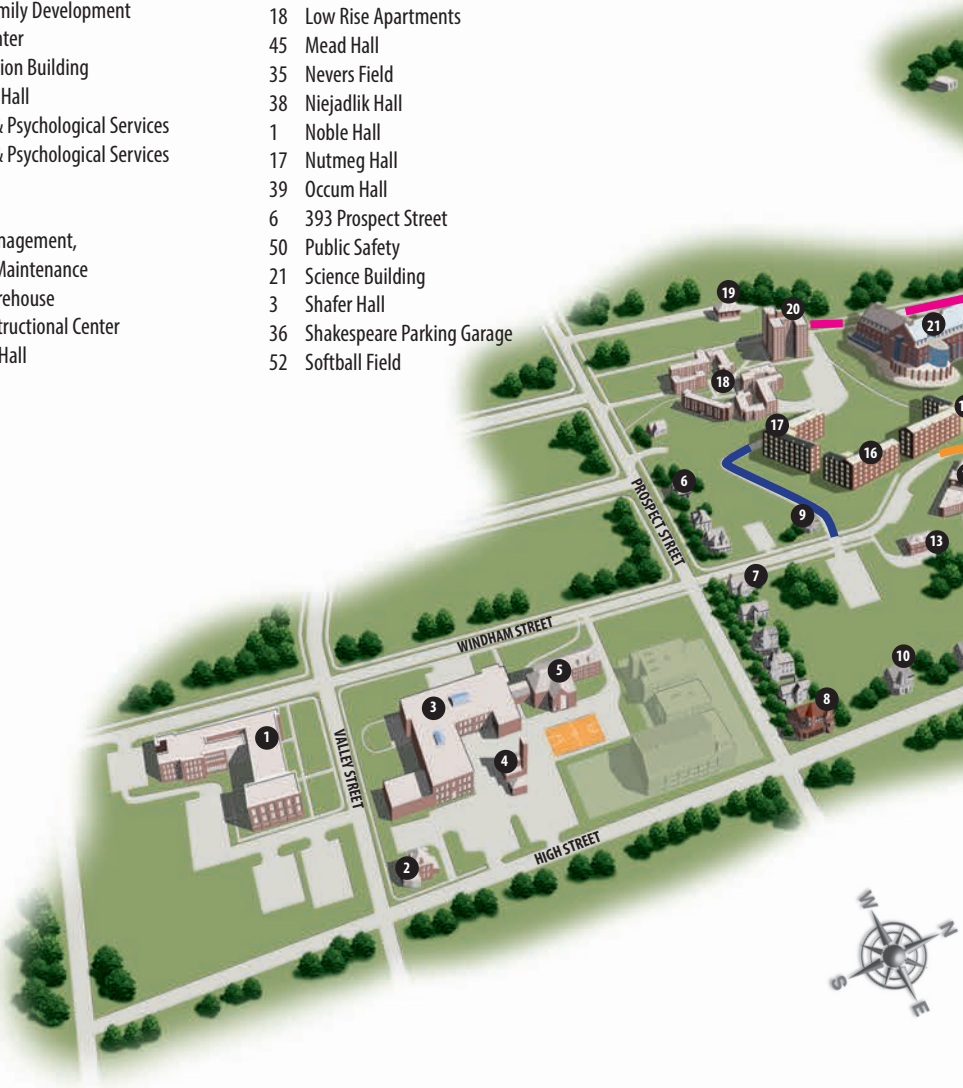 mily Development
nter
ion Building
Hall
& Psychological Services
& Psychological Services
nagement,
Maintenance
rehouse
tructional Center
Hall
18 Low Rise Apartments
45 Mead Hall
35 Nevers Field
38 Niejadlik Hall
1 Noble Hall
17 Nutmeg Hall
39 Occum Hall
6 393 Prospect Street
50 Public Safety
21 Science Building
3 Shafer Hall
36 Shakespeare Parking Garage
52 Softball Field
19
20
21
18
17
16
1
6
PROSPECT STREET
9
13
7
WINDHAM STREET
5
10
3
8
1
VALLEY STREET
4
HIGH STREET
2
W
N
S
E